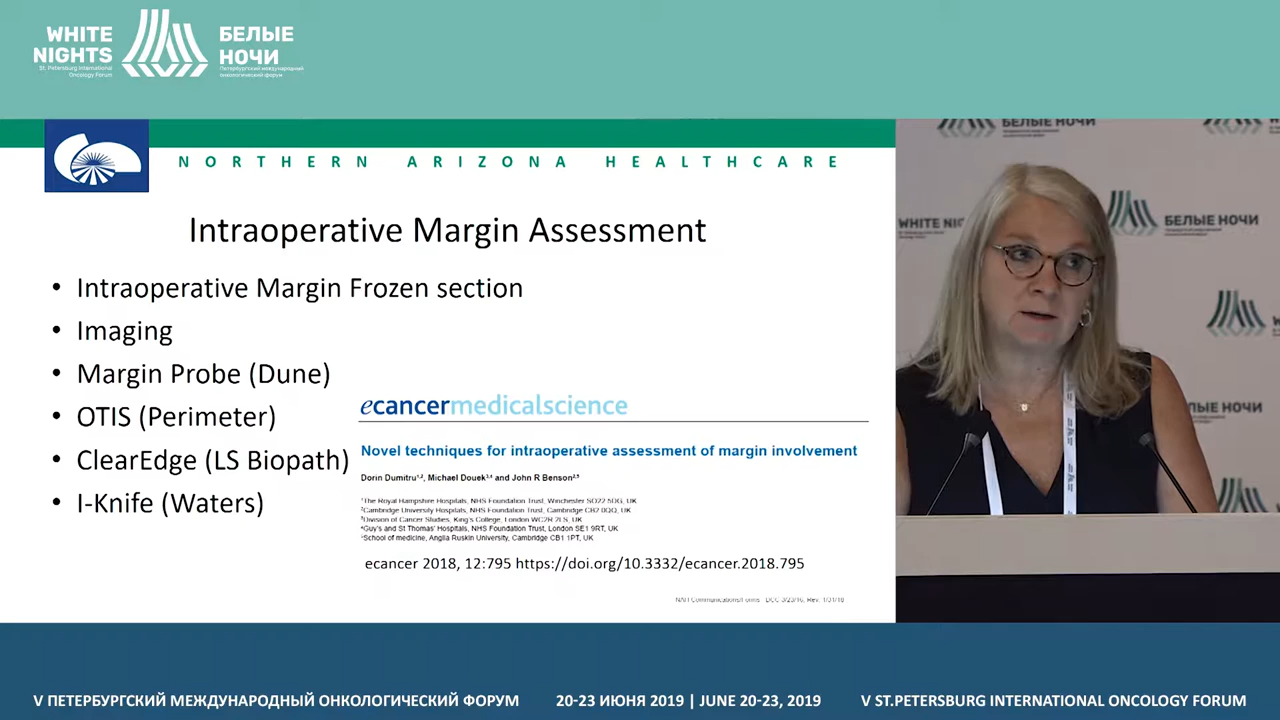 WHITE
NIGHTS
St. Petersburg International
Oncology Forum
БЕЛЫЕ
НОЧИ
Петербургский международный
онкологический форум
NORTHERN ARIZONA HEALTHCARE
Intraoperative Margin Assessment
• Intraoperative Margin Frozen section
• Imaging
• Margin Probe (Dune)
• OTIS (Perimeter)
• ClearEdge (LS Biopath)
• I-Knife (Waters)
ecancermedicalscience
Novel techniques for intraoperative assessment of margin involvement
Dorin Dumitru1,2, Michael Douek3,4 and John R Benson2,5
1The Royal Hampshire Hospitals, NHS Foundation Trust, Winchester SO22 5DG, UK
2Cambridge University Hospitals, NHS Foundation Trust, Cambridge CB2 0QQ, UK
3Division of Cancer Studies, King's College, London WC2R 2LS, UK
4Guy's and St Thomas' Hospitals, NHS Foundation Trust, London SE1 9RT, UK
5School of medicine, Anglia Ruskin University, Cambridge CB1 1PT, UK
ecancer 2018, 12:795 https://doi.org/10.3332/ecancer.2018.795
БЕЛЫЕ НОЧИ
WHITE NIG
БЕЛЫЕ НОЧИ
БЕЛЫЕ НОЧИ
V ПЕТЕРБУРГСКИЙ МЕЖДУНАРОДНЫЙ ОНКОЛОГИЧЕСКИЙ ФОРУМ 20-23 ИЮНЯ 2019 | JUNE 20-23, 2019 V ST.PETERSBURG INTERNATIONAL ONCOLOGY FORUM